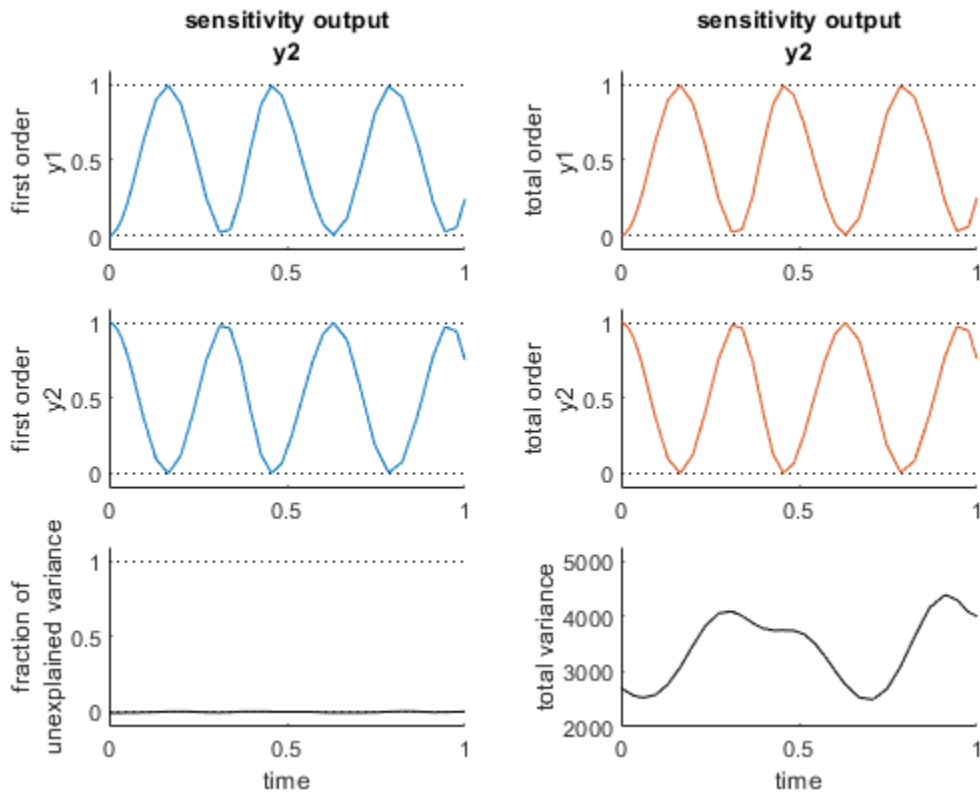 sensitivity output
y2
sensitivity output
y2
first order
y1
1
0.5
0
0
0.5
1
total order
y1
1
0.5
0
0
0.5
1
first order
y2
1
0.5
0
0
0.5
1
total order
y2
1
0.5
0
0
0.5
1
fraction of
unexplained variance
1
0.5
0
0
0.5
1
time
total variance
5000
4000
3000
2000
0
0.5
1
time